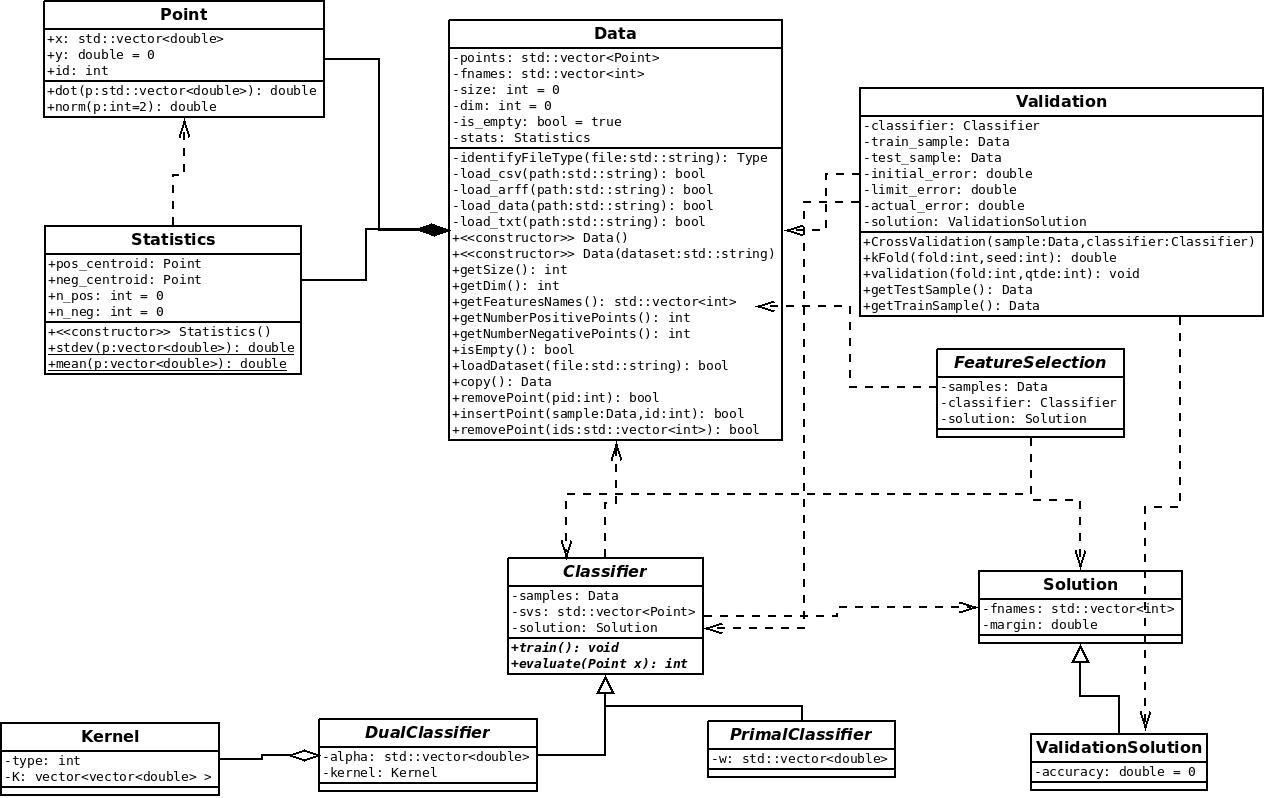 Point
+x: std::vector<double>
+y: double = 0
+id: int
+dot(p:std::vector<double>): double
+norm(p:int=2): double
Data
-points: std::vector<Point>
-fnames: std::vector<int>
-size: int = 0
-dim: int = 0
-is_empty: bool = true
-stats: Statistics
-identifyFileType(file:std::string): Type
-load_csv(path:std::string): bool
-load_arff(path:std::string): bool
-load_data(path:std::string): bool
-load_txt(path:std::string): bool
+<<constructor>> Data()
+<<constructor>> Data(dataset:std::string)
+getSize(): int
+getDim(): int
+getFeaturesNames(): std::vector<int>
+getNumberPositivePoints(): int
+getNumberNegativePoints(): int
+isEmpty(): bool
+loadDataset(file:std::string): bool
+copy(): Data
+removePoint(pid:int): bool
+insertPoint(sample:Data,id:int): bool
+removePoint(ids:std::vector<int>): bool
Validation
-classifier: Classifier
-train_sample: Data
-test_sample: Data
-initial_error: double
-limit_error: double
-actual_error: double
-solution: ValidationSolution
+CrossValidation(sample:Data,classifier:Classifier)
+kFold(fold:int,seed:int): double
+validation(fold:int,qtde:int): void
+getTestSample(): Data
+getTrainSample(): Data
Statistics
+pos_centroid: Point
+neg_centroid: Point
+n_pos: int = 0
+n_neg: int = 0
+<<constructor>> Statistics()
+stdev(p:vector<double>): double
+mean(p:vector<double>): double
FeatureSelection
-samples: Data
-classifier: Classifier
-solution: Solution
Classifier
-samples: Data
-svs: std::vector<Point>
-solution: Solution
+train(): void
+evaluate(Point x): int
Solution
-fnames: std::vector<int>
-margin: double
Kernel
-type: int
-K: vector<vector<double> >
DualClassifier
-alpha: std::vector<double>
-kernel: Kernel
PrimalClassifier
-w: std::vector<double>
ValidationSolution
-accuracy: double = 0